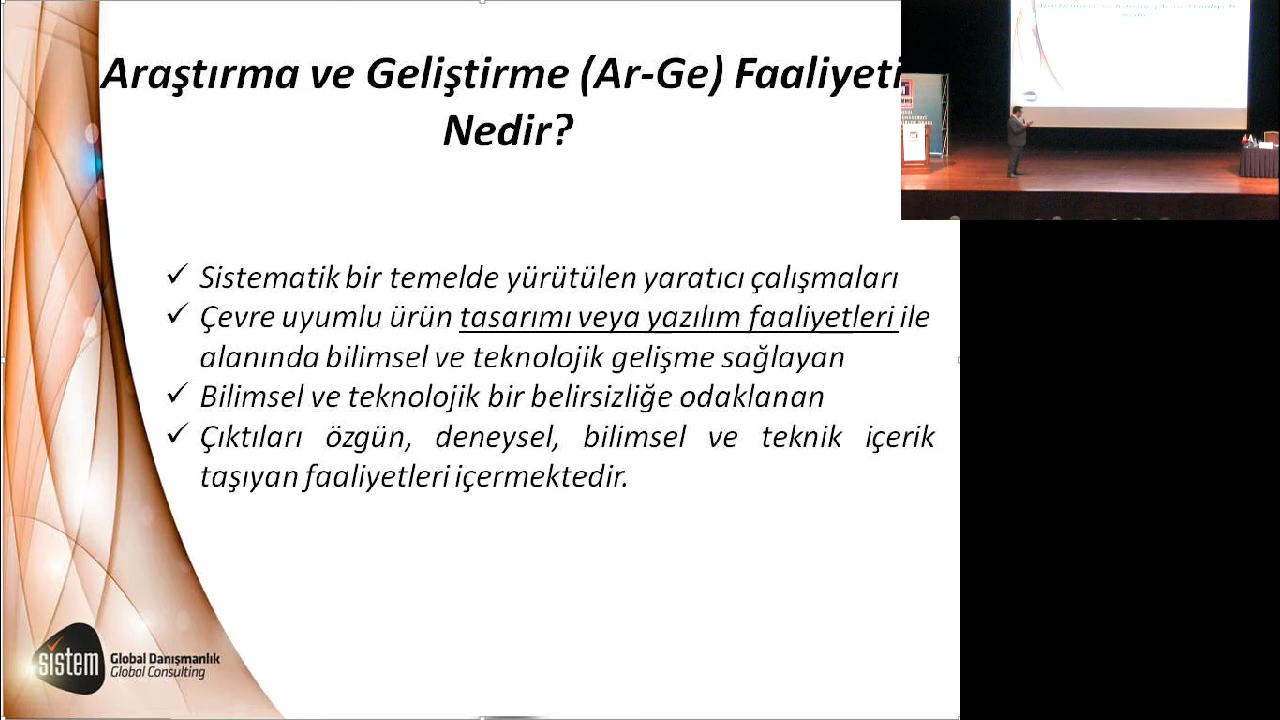 Araştırma ve Geliştirme (Ar-Ge) Faaliyeti
Nedir?
✓ Sistematik bir temelde yürütülen yaratıcı çalışmaları
✓ Çevre uyumlu ürün tasarımı veya yazılım faaliyetleri ile
alanında bilimsel ve teknolojik gelişme sağlayan
✓ Bilimsel ve teknolojik bir belirsizliğe odaklanan
✓ Çıktıları özgün, deneysel, bilimsel ve teknik içerik
taşıyan faaliyetleri içermektedir.
sistem
Global Danışmanlık
Global Consulting